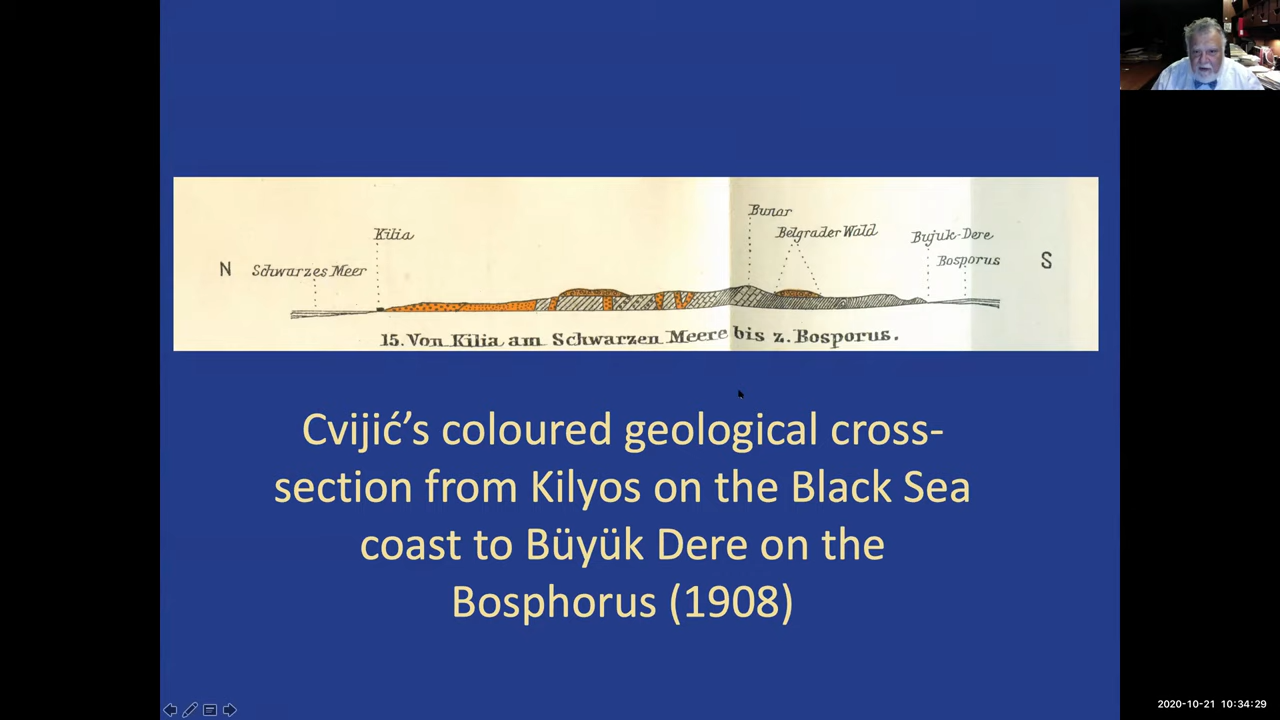 Bunar
Kilia
Belgrader Wald
Bujuk-Dere
N
Schwarzes Meer
Bosporus
S
15. Von Kilia am Schwarzen Meere bis z. Bosporus.
Cvijić’s coloured geological cross-
section from Kilyos on the Black Sea
coast to Büyük Dere on the
Bosphorus (1908)
2020-10-21 10:34:29